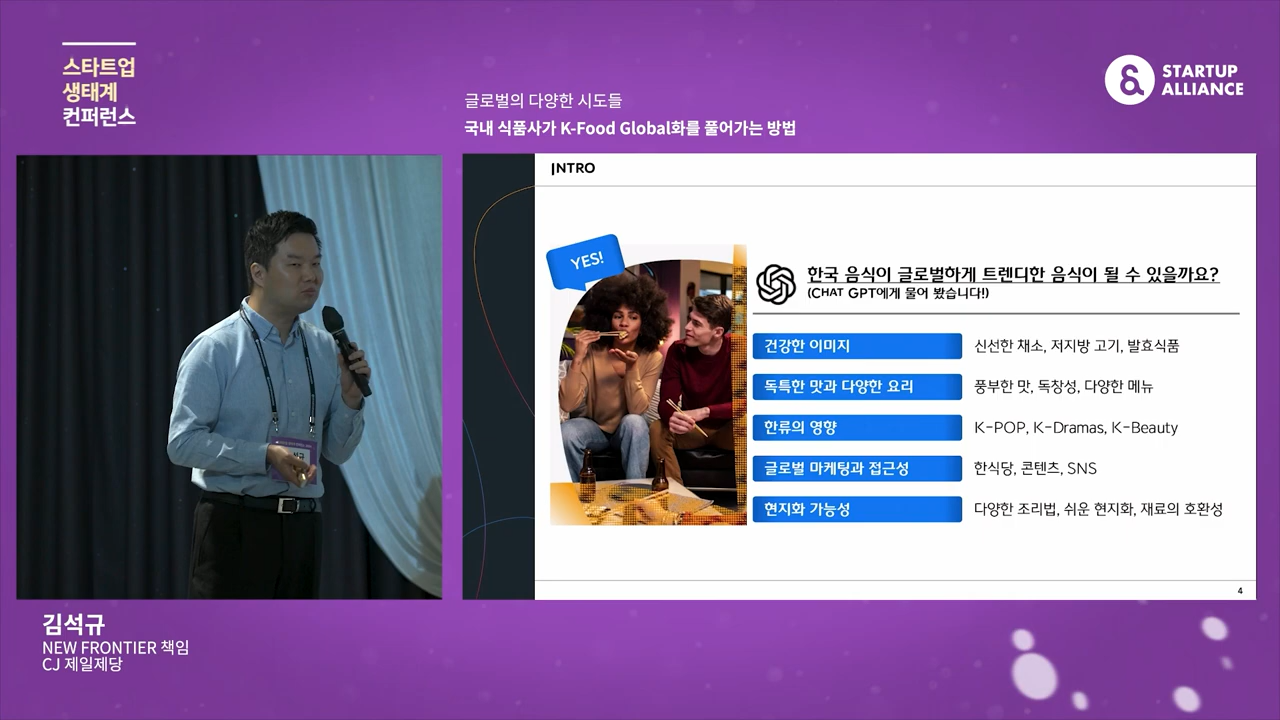 스타트업
생태계
컨퍼런스
STARTUP
ALLIANCE
글로벌의 다양한 시도들
국내 식품사가 K-Food Global화를 풀어가는 방법
INTRO
YES!
한국 음식이 글로벌하게 트렌디한 음식이 될 수 있을까요?
(CHAT GPT에게 물어 봤습니다!)
건강한 이미지 신선한 채소, 저지방 고기, 발효식품
독특한 맛과 다양한 요리 풍부한 맛, 독창성, 다양한 메뉴
한류의 영향 K-POP, K-Dramas, K-Beauty
글로벌 마케팅과 접근성 한식당, 콘텐츠, SNS
현지화 가능성 다양한 조리법, 쉬운 현지화, 재료의 호환성
4
김석규
NEW FRONTIER 책임
CJ 제일제당